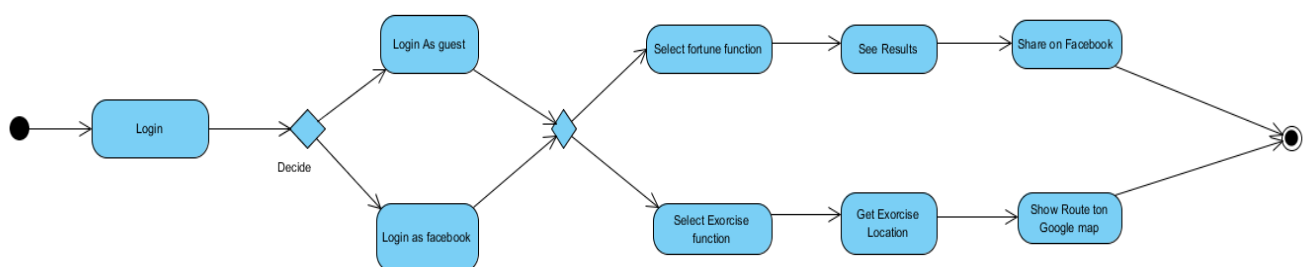 Login
Decide
Login As guest
Login as facebook
Select fortune function
See Results
Share on Facebook
Select Exorcise
function
Get Exorcise
Location
Show Route ton
Google map